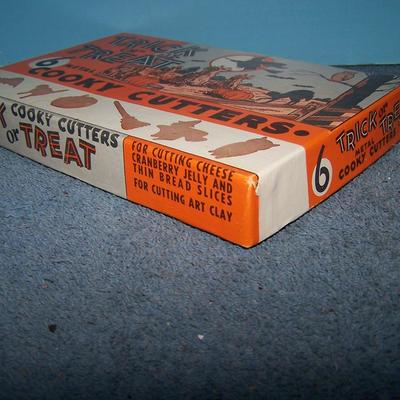 TRICK
OR
TREAT
6 METAL
COOKY CUTTERS
COOKY CUTTERS
OR TREAT
FOR CUTTING CHEESE
CRANBERRY JELLY AND
THIN BREAD SLICES
FOR CUTTING ART CLAY
6
TRICK OR TREAT
METAL
COOKY CUTTERS